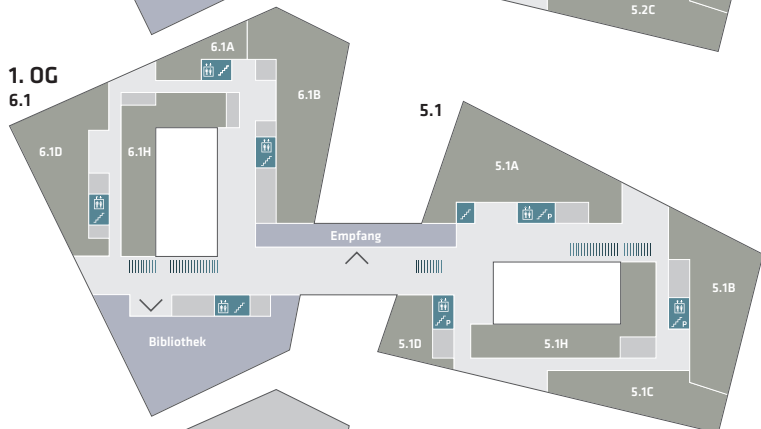 5.2C
6.1A
1. OG
6.1
6.1B
5.1
6.1D
6.1H
5.1A
P
Empfang
5.1B
P
P
Bibliothek
5.1D
5.1H
5.1C